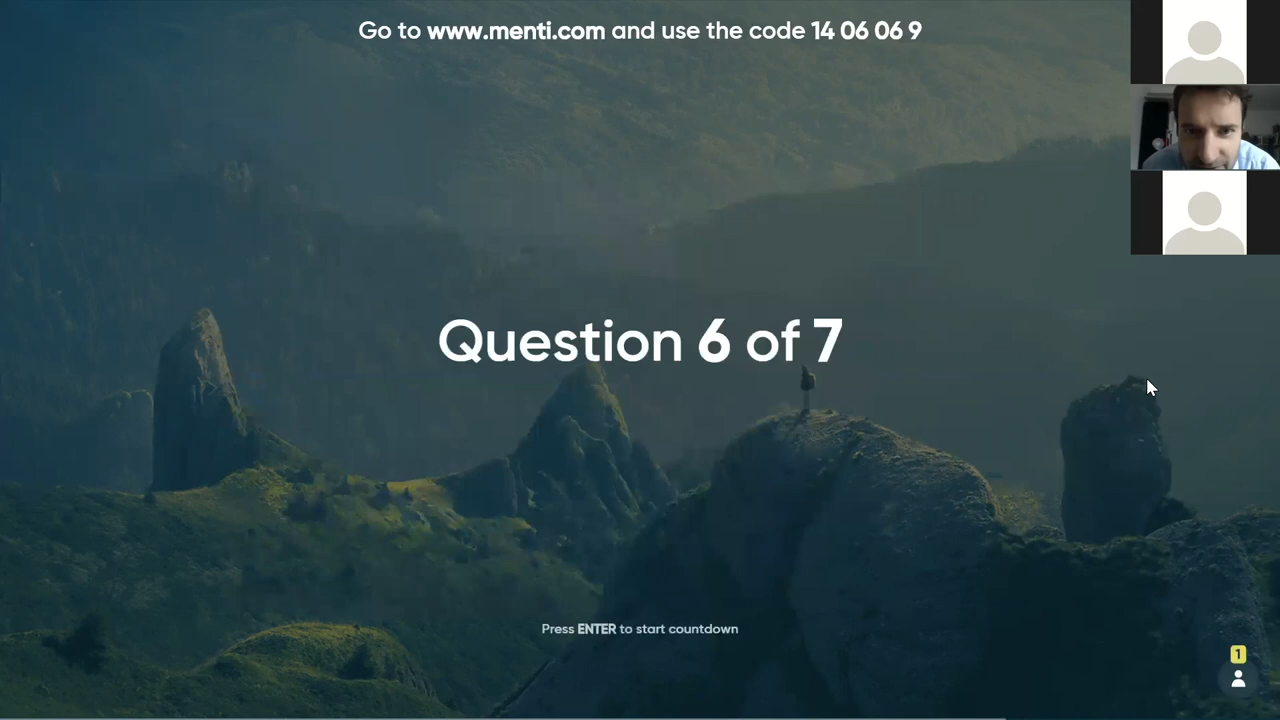 Go to www.menti.com and use the code 14 06 06 9
Question 6 of 7
Press ENTER to start countdown
1